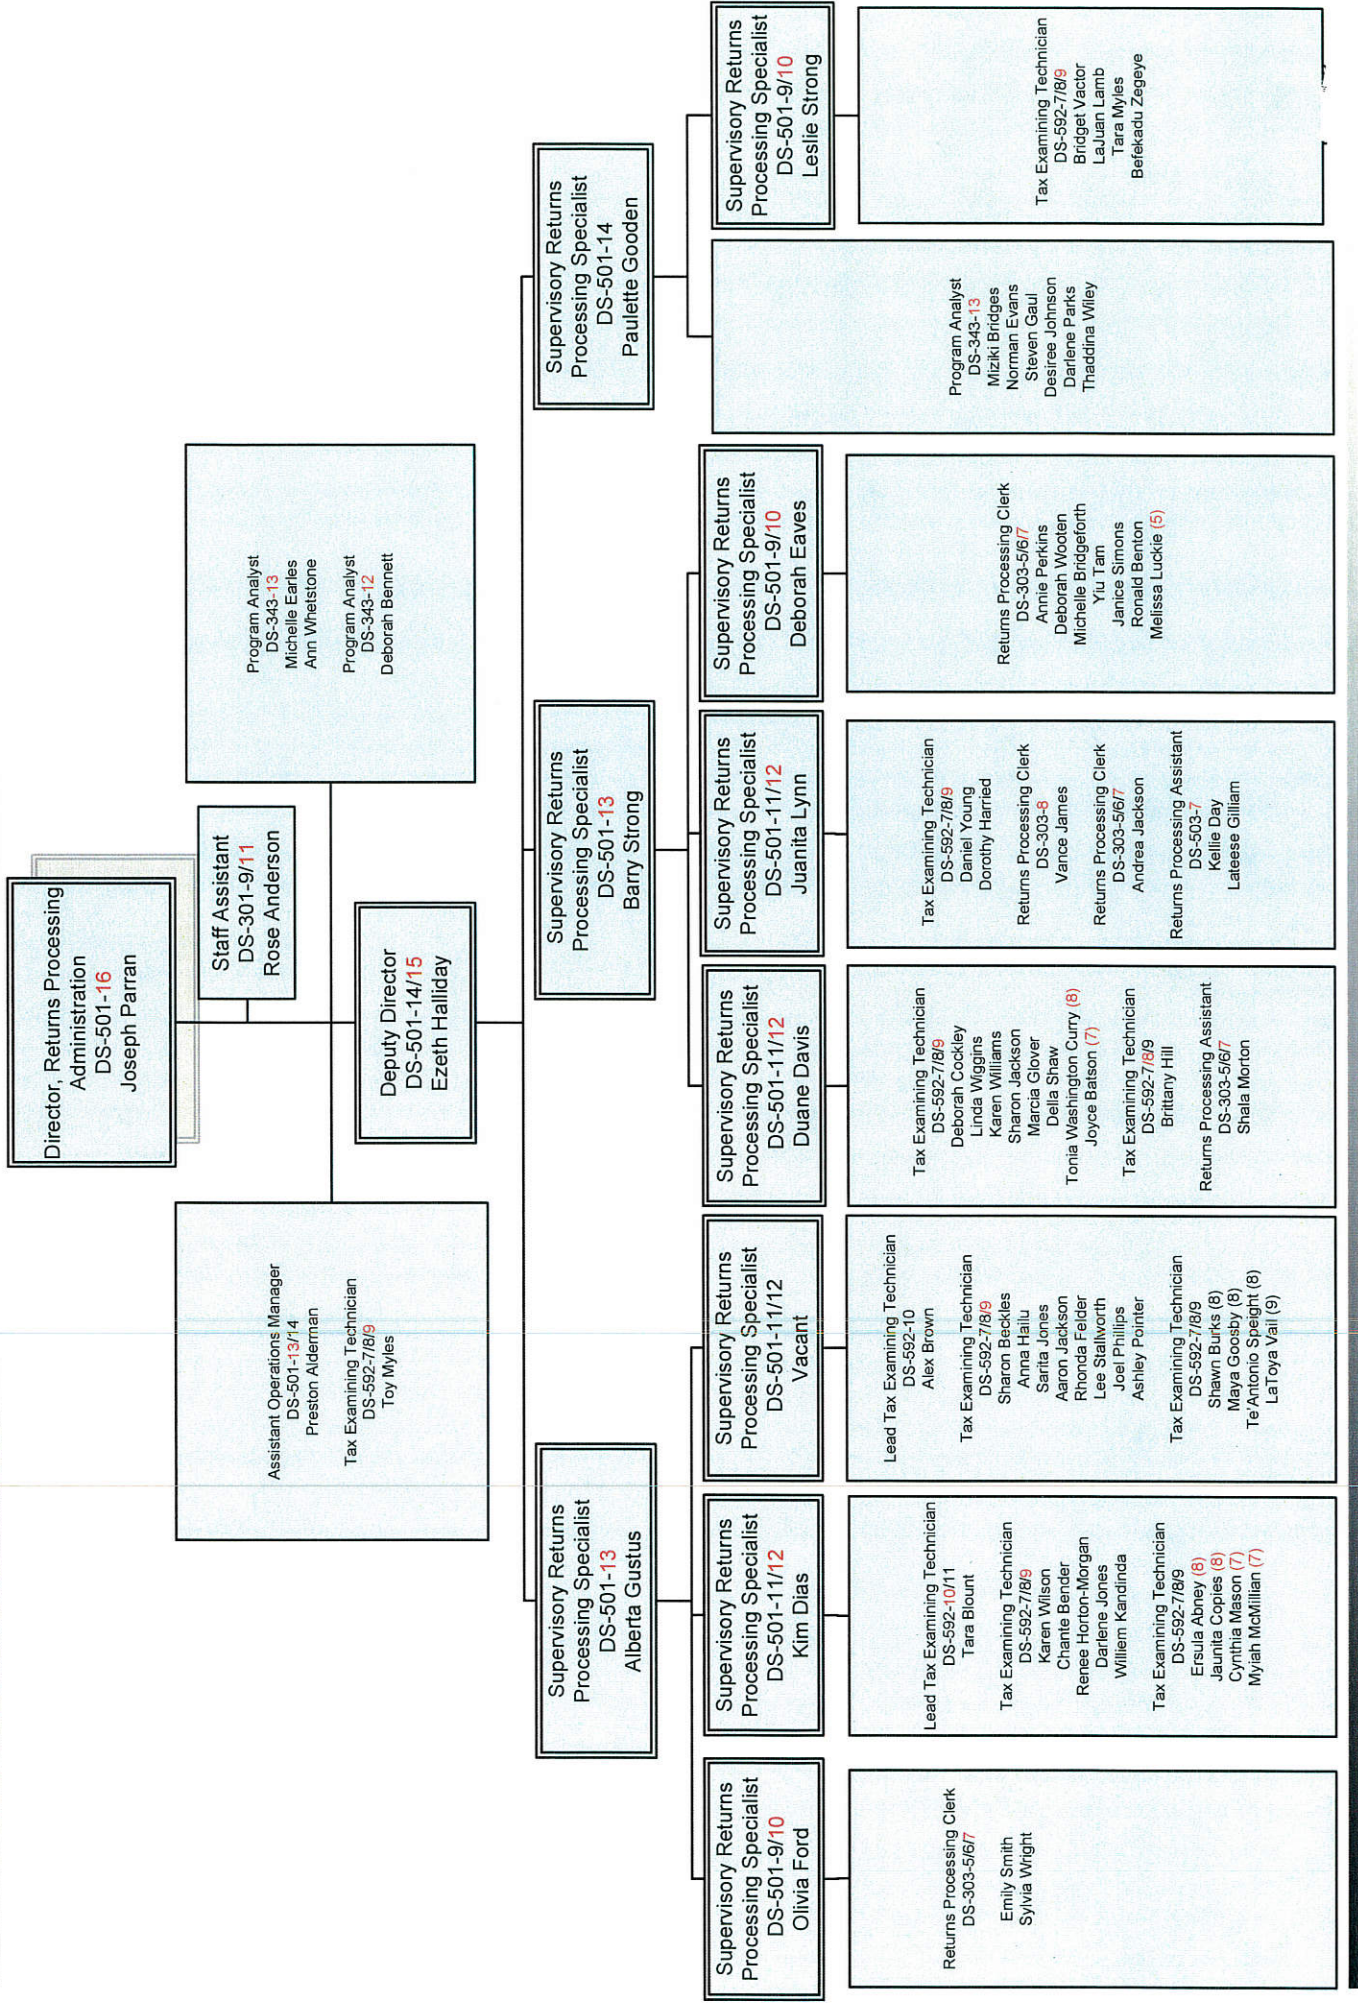 Director, Returns Processing
Administration
DS-501-16
Joseph Parran
Staff Assistant
DS-301-9/11
Rose Anderson
Assistant Operations Manager
DS-501-13/14
Preston Alderman
Tax Examining Technician
DS-592-7/8/9
Toy Myles
Program Analyst
DS-343-13
Michelle Earles
Ann Whetstone
Program Analyst
DS-343-12
Deborah Bennett
Deputy Director
DS-501-14/15
Ezeth Halliday
Supervisory Returns
Processing Specialist
DS-501-13
Alberta Gustus
Supervisory Returns
Processing Specialist
DS-501-13
Barry Strong
Supervisory Returns
Processing Specialist
DS-501-14
Paulette Gooden
Supervisory Returns
Processing Specialist
DS-501-9/10
Olivia Ford
Supervisory Returns
Processing Specialist
DS-501-11/12
Kim Dias
Supervisory Returns
Processing Specialist
DS-501-11/12
Vacant
Supervisory Returns
Processing Specialist
DS-501-11/12
Duane Davis
Supervisory Returns
Processing Specialist
DS-501-11/12
Juanita Lynn
Supervisory Returns
Processing Specialist
DS-501-9/10
Deborah Eaves
Supervisory Returns
Processing Specialist
DS-501-9/10
Leslie Strong
Returns Processing Clerk
DS-303-5/6/7
Emily Smith
Sylvia Wright
Lead Tax Examining Technician
DS-592-10/11
Tara Blount
Tax Examining Technician
DS-592-7/8/9
Karen Wilson
Chante Bender
Renee Horton-Morgan
Darlene Jones
Williem Kandinda
Tax Examining Technician
DS-592-7/8/9
Ersula Abney (8)
Jaunita Copies (8)
Cynthia Mason (7)
Myiah McMillian (7)
Lead Tax Examining Technician
DS-592-10
Alex Brown
Tax Examining Technician
DS-592-7/8/9
Sharon Beckles
Anna Hailu
Sarita Jones
Aaron Jackson
Rhonda Felder
Lee Stallworth
Joel Phillips
Ashley Pointer
Tax Examining Technician
DS-592-7/8/9
Shawn Burks (8)
Maya Goosby (8)
Te'Antonio Speight (8)
LaToya Vail (9)
Tax Examining Technician
DS-592-7/8/9
Deborah Cockley
Linda Wiggins
Karen Williams
Sharon Jackson
Marcia Glover
Della Shaw
Tonia Washington Curry (8)
Joyce Batson (7)
Tax Examining Technician
DS-592-7/8/9
Brittany Hill
Returns Processing Assistant
DS-303-5/6/7
Shala Morton
Tax Examining Technician
DS-592-7/8/9
Daniel Young
Dorothy Harried
Returns Processing Clerk
DS-303-8
Vance James
Returns Processing Clerk
DS-303-5/6/7
Andrea Jackson
Returns Processing Assistant
DS-503-7
Kellie Day
Lateese Gilliam
Returns Processing Clerk
DS-303-5/6/7
Annie Perkins
Deborah Wooten
Michelle Bridgeforth
Yiu Tam
Janice Simons
Ronald Benton
Melissa Luckie (5)
Program Analyst
DS-343-13
Miziki Bridges
Norman Evans
Steven Gaul
Desiree Johnson
Darlene Parks
Thaddina Wiley
Tax Examining Technician
DS-592-7/8/9
Bridget Vactor
LaJuan Lamb
Tara Myles
Befekadu Zegeye